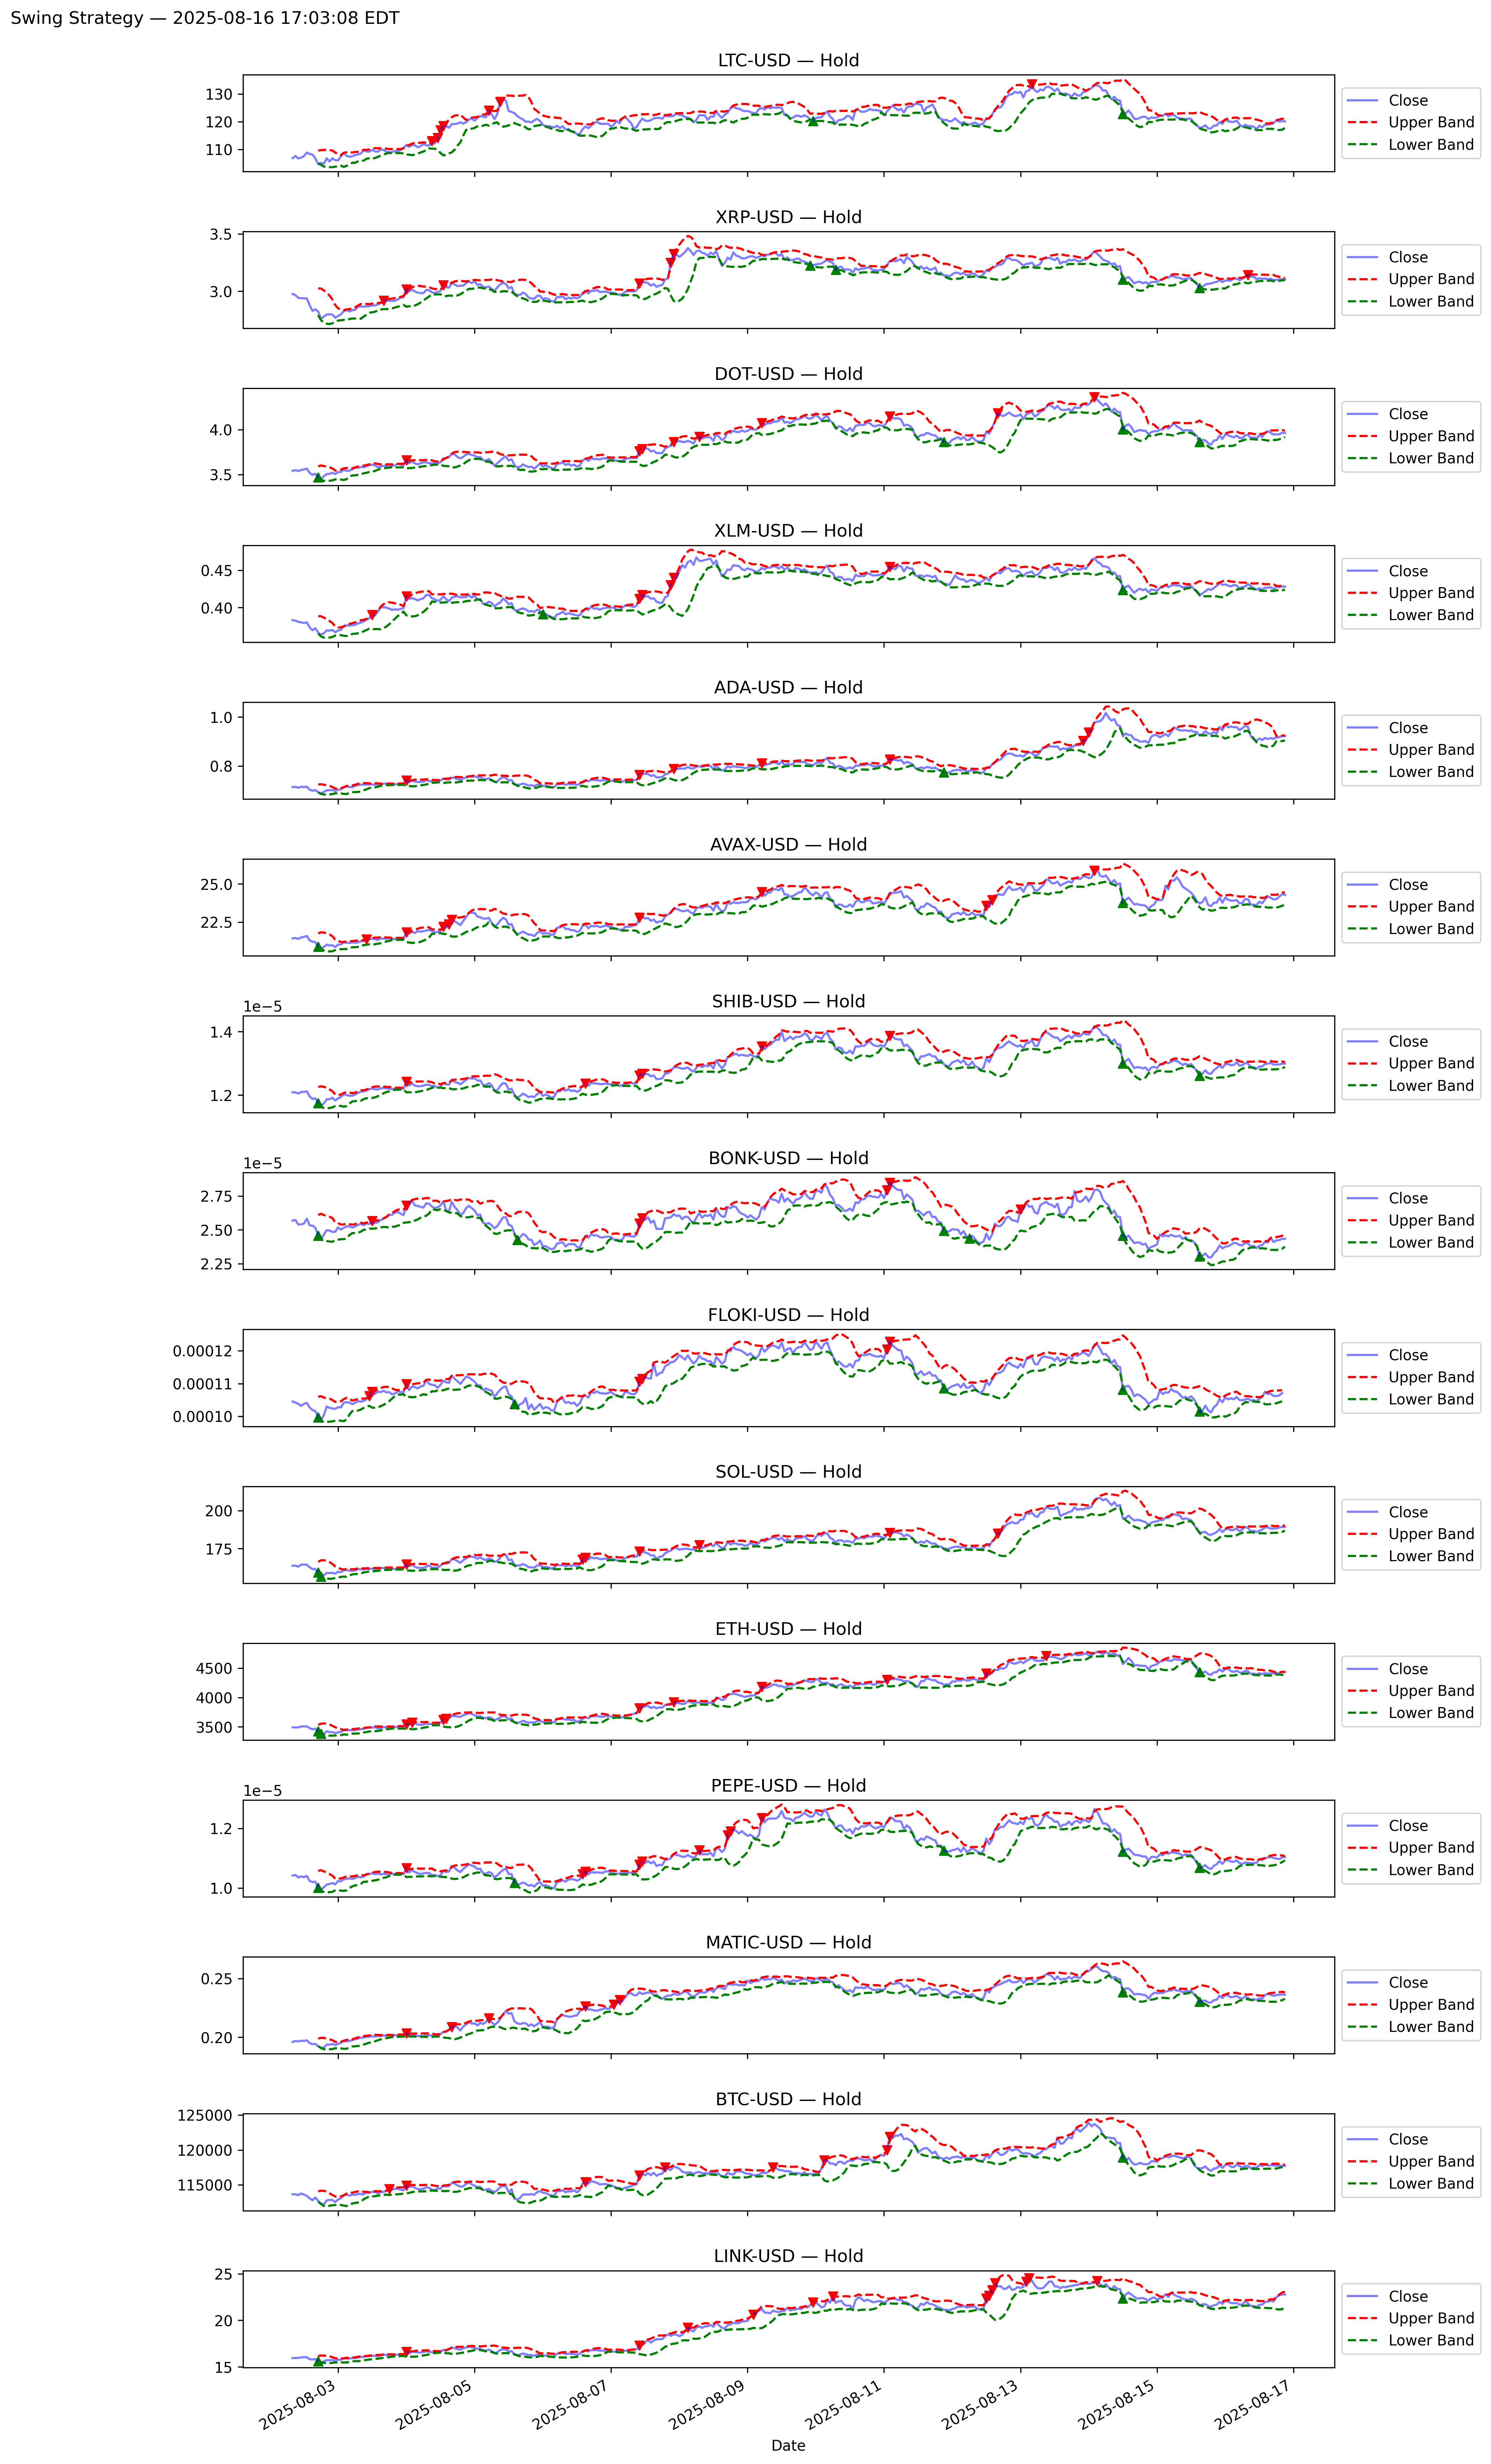 Swing Strategy — 2025-08-16 17:03:08 EDT
LTC-USD — Hold
130
120
110
Close
Upper Band
Lower Band
XRP-USD — Hold
3.5
3.0
Close
Upper Band
Lower Band
DOT-USD — Hold
4.0
3.5
Close
Upper Band
Lower Band
XLM-USD — Hold
0.45
0.40
Close
Upper Band
Lower Band
ADA-USD — Hold
1.0
0.8
Close
Upper Band
Lower Band
AVAX-USD — Hold
25.0
22.5
Close
Upper Band
Lower Band
SHIB-USD — Hold
1e−5
1.4
1.2
Close
Upper Band
Lower Band
BONK-USD — Hold
1e−5
2.75
2.50
2.25
Close
Upper Band
Lower Band
FLOKI-USD — Hold
0.00012
0.00011
0.00010
Close
Upper Band
Lower Band
SOL-USD — Hold
200
175
Close
Upper Band
Lower Band
ETH-USD — Hold
4500
4000
3500
Close
Upper Band
Lower Band
PEPE-USD — Hold
1e−5
1.2
1.0
Close
Upper Band
Lower Band
MATIC-USD — Hold
0.25
0.20
Close
Upper Band
Lower Band
BTC-USD — Hold
125000
120000
115000
Close
Upper Band
Lower Band
LINK-USD — Hold
25
20
15
Close
Upper Band
Lower Band
2025-08-03
2025-08-05
2025-08-07
2025-08-09
2025-08-11
2025-08-13
2025-08-15
2025-08-17
Date